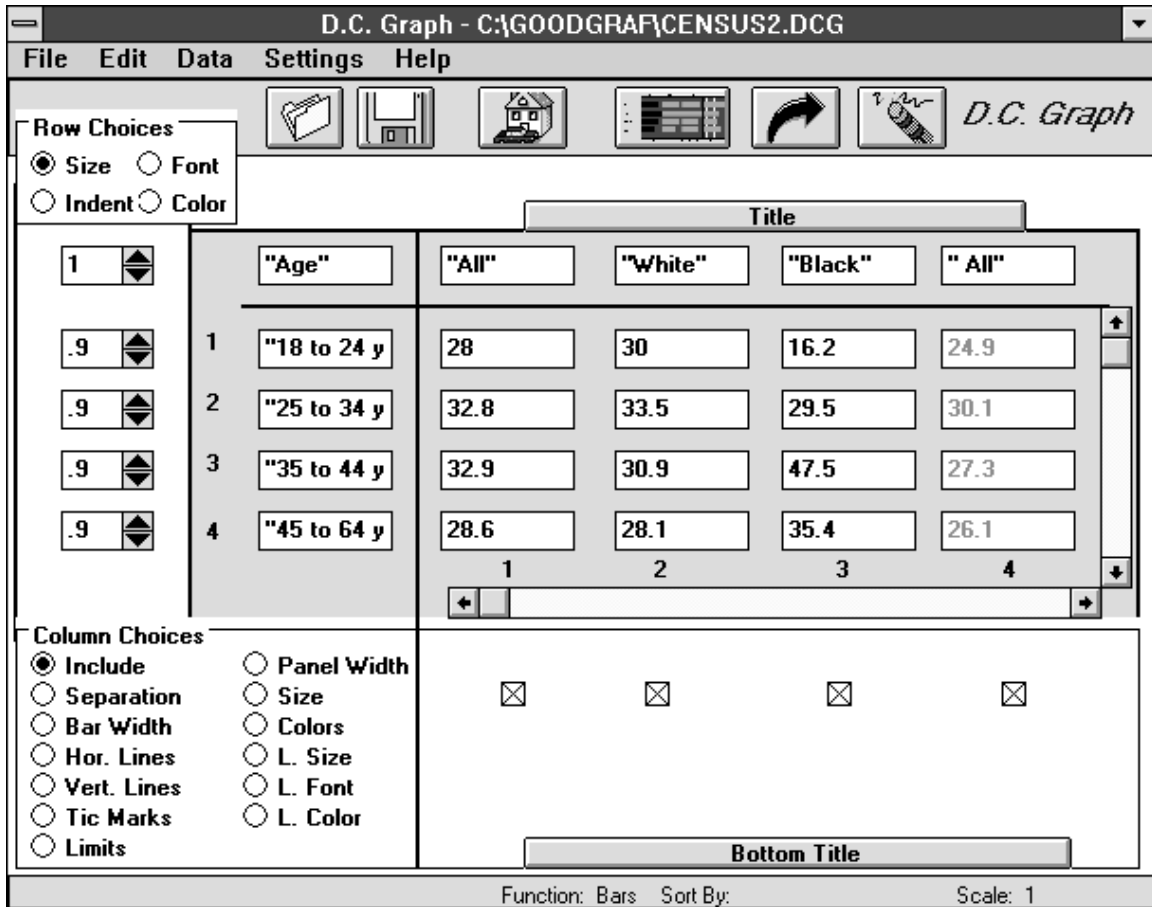 D.C. Graph - C:\GOODGRAF\CENSUS2.DCG
File Edit Data Settings Help
D.C. Graph
Row Choices
Size Font
Indent Color
Title
1 "Age" "All" "White" "Black" " All"
.9 1 "18 to 24 y 28 30 16.2 24.9
.9 2 "25 to 34 y 32.8 33.5 29.5 30.1
.9 3 "35 to 44 y 32.9 30.9 47.5 27.3
.9 4 "45 to 64 y 28.6 28.1 35.4 26.1
1 2 3 4
Column Choices
Include Panel Width
Separation Size
Bar Width Colors
Hor. Lines L. Size
Vert. Lines L. Font
Tic Marks L. Color
Limits
Bottom Title
Function: Bars Sort By: Scale: 1